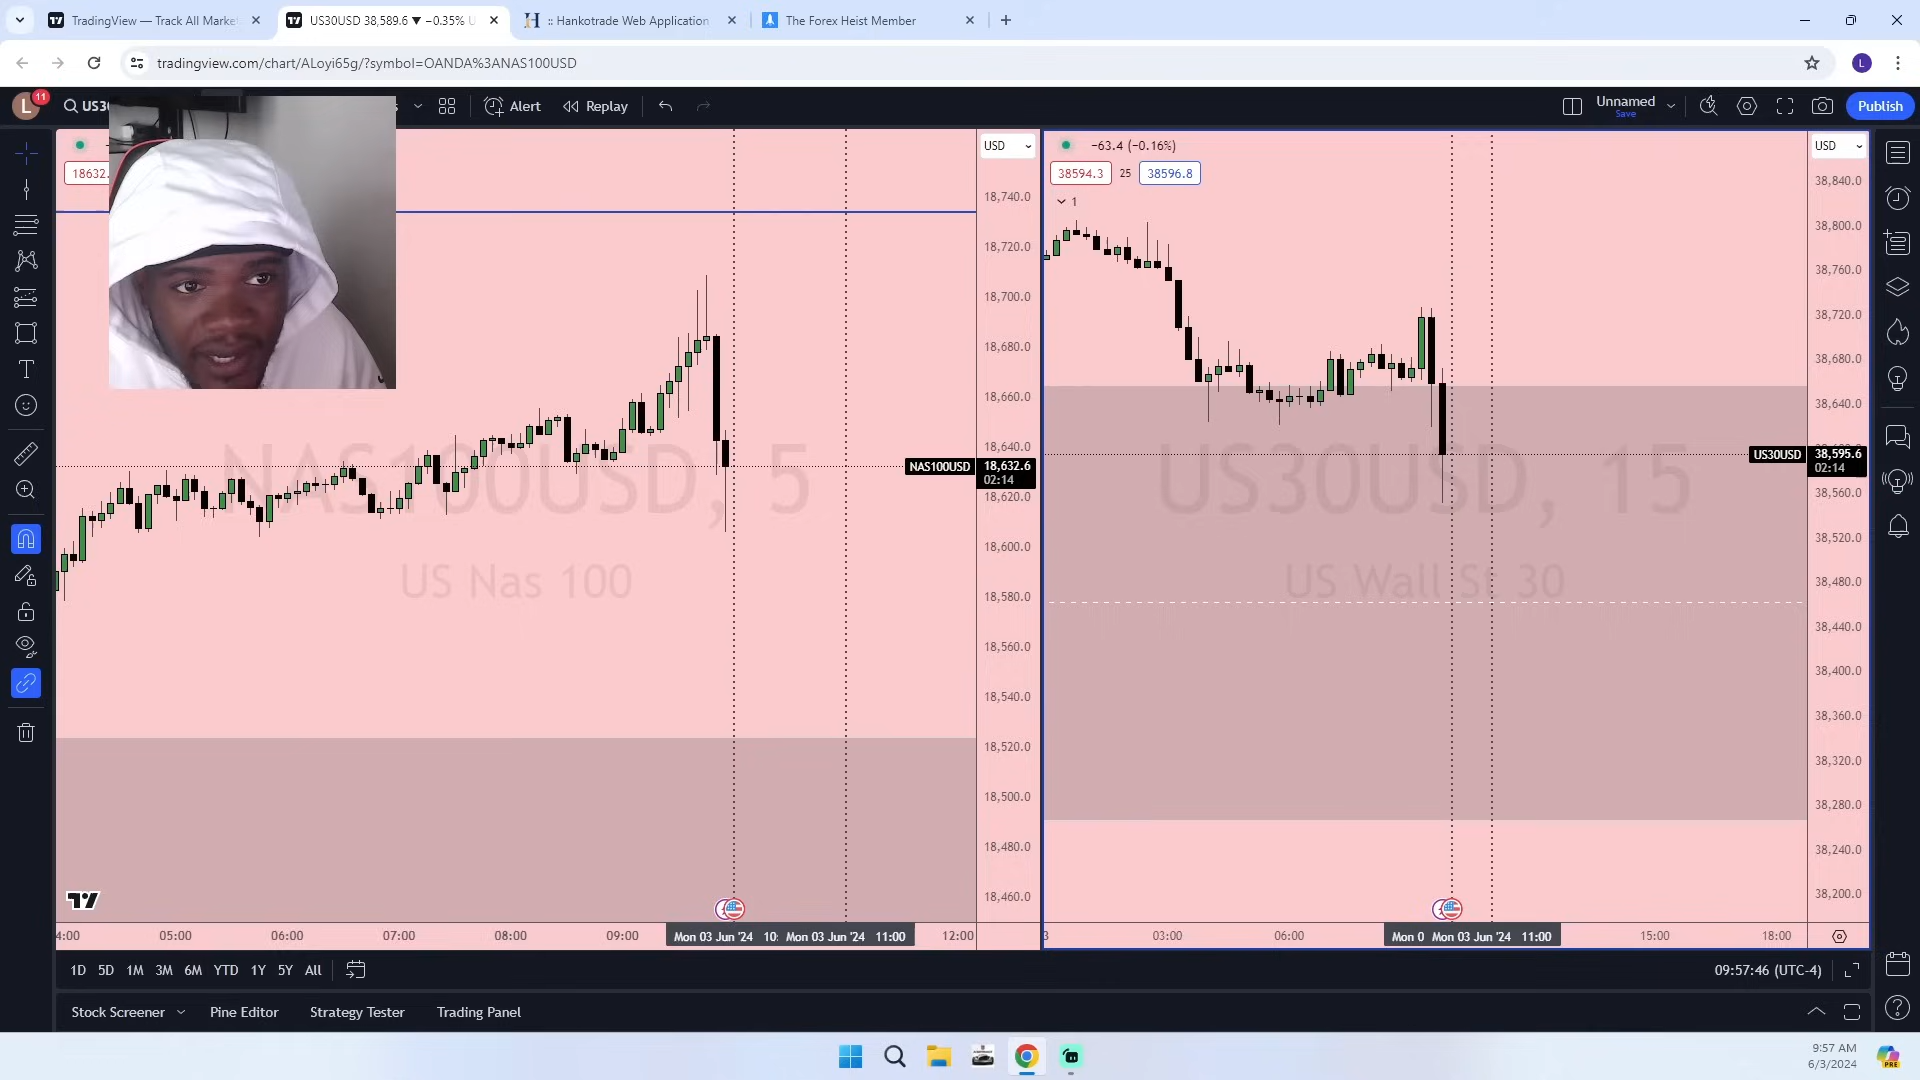 TradingView — Track All Marke
US30USD 38,589.6 ▼ −0.35% U
:: Hankotrade Web Application
The Forex Heist Member
tradingview.com/chart/ALoyi65g/?symbol=OANDA%3ANAS100USD
L
L
11
US30
Alert
Replay
Unnamed
Save
Publish
18632.
USD
18,740.0
18,720.0
18,700.0
18,680.0
18,660.0
18,640.0
18,620.0
18,600.0
18,580.0
18,560.0
18,540.0
18,520.0
18,500.0
18,480.0
18,460.0
NAS100USD
18,632.6
02:14
NAS100USD, 5
US Nas 100
4:00
05:00
06:00
07:00
08:00
09:00
Mon 03 Jun '24 10:
Mon 03 Jun '24 11:00
12:00
−63.4 (−0.16%)
38594.3
25
38596.8
1
USD
38,840.0
38,800.0
38,760.0
38,720.0
38,680.0
38,640.0
38,560.0
38,520.0
38,480.0
38,440.0
38,400.0
38,360.0
38,320.0
38,280.0
38,240.0
38,200.0
US30USD
38,595.6
02:14
US30USD, 15
US Wall St 30
3
03:00
06:00
Mon 0
Mon 03 Jun '24 11:00
15:00
18:00
1D 5D 1M 3M 6M YTD 1Y 5Y All
09:57:46 (UTC-4)
Stock Screener
Pine Editor
Strategy Tester
Trading Panel
9:57 AM
6/3/2024
PRE